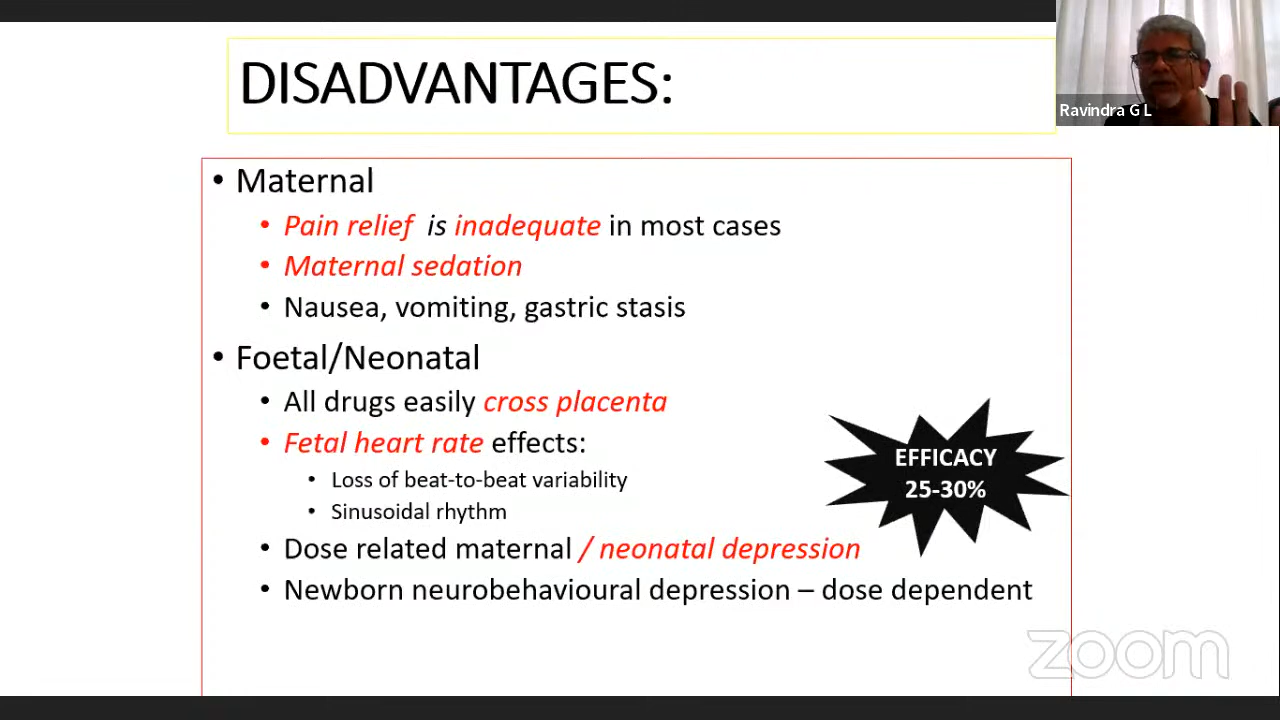 DISADVANTAGES:
Ravindra G L
• Maternal
• Pain relief is inadequate in most cases
• Maternal sedation
• Nausea, vomiting, gastric stasis
• Foetal/Neonatal
• All drugs easily cross placenta
• Fetal heart rate effects:
• Loss of beat-to-beat variability
• Sinusoidal rhythm
• Dose related maternal / neonatal depression
• Newborn neurobehavioural depression – dose dependent
EFFICACY
25-30%
zoom